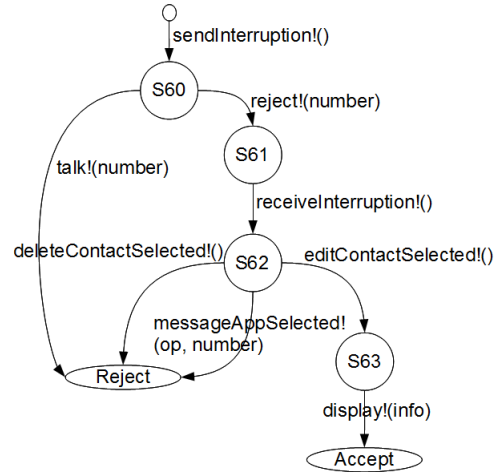 sendInterruption!()
S60
reject!(number)
S61
talk!(number)
receiveInterruption!()
deleteContactSelected!()
S62
editContactSelected!()
messageAppSelected!
(op, number)
S63
Reject
display!(info)
Accept